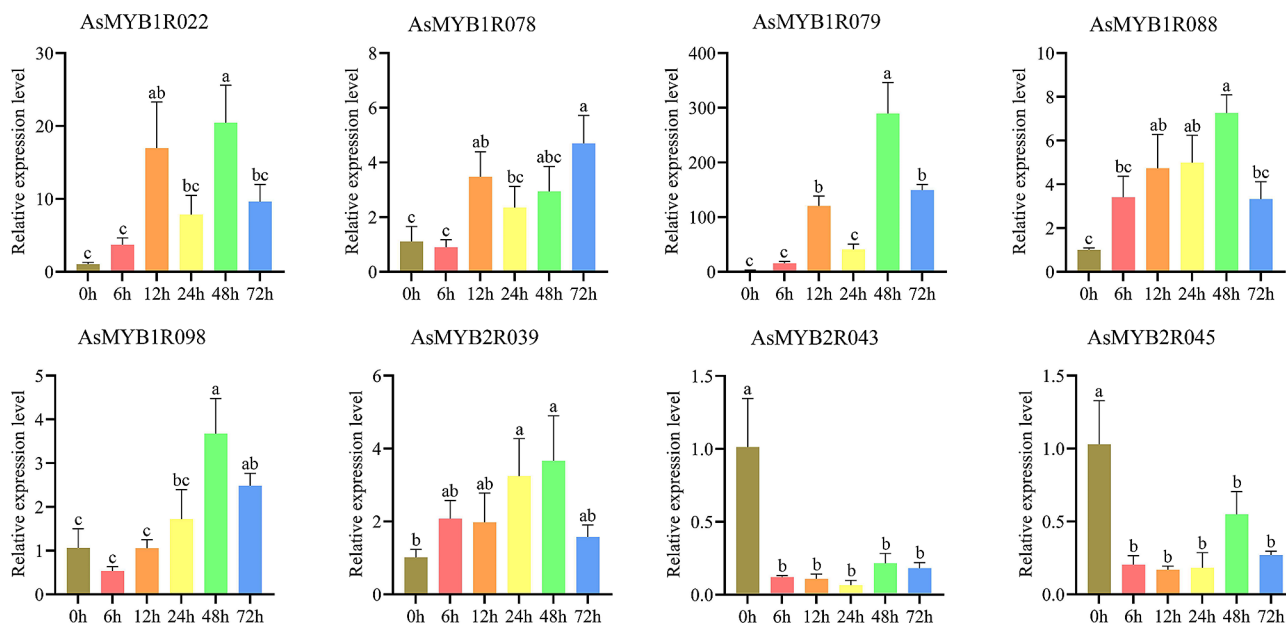 AsMYB1R022
Relative expression level
30
20
10
0
c
c
ab
bc
a
bc
0h 6h 12h 24h 48h 72h
AsMYB1R078
Relative expression level
8
6
4
2
0
c
c
ab
bc
abc
a
0h 6h 12h 24h 48h 72h
AsMYB1R079
Relative expression level
400
300
200
100
0
c
c
b
c
a
b
0h 6h 12h 24h 48h 72h
AsMYB1R088
Relative expression level
10
8
6
4
2
0
c
bc
ab
ab
a
bc
0h 6h 12h 24h 48h 72h
AsMYB1R098
Relative expression level
5
4
3
2
1
0
c
c
c
bc
a
ab
0h 6h 12h 24h 48h 72h
AsMYB2R039
Relative expression level
6
4
2
0
b
ab
ab
a
a
ab
0h 6h 12h 24h 48h 72h
AsMYB2R043
Relative expression level
1.5
1.0
0.5
0.0
a
b
b
b
b
b
0h 6h 12h 24h 48h 72h
AsMYB2R045
Relative expression level
1.5
1.0
0.5
0.0
a
b
b
b
b
b
0h 6h 12h 24h 48h 72h